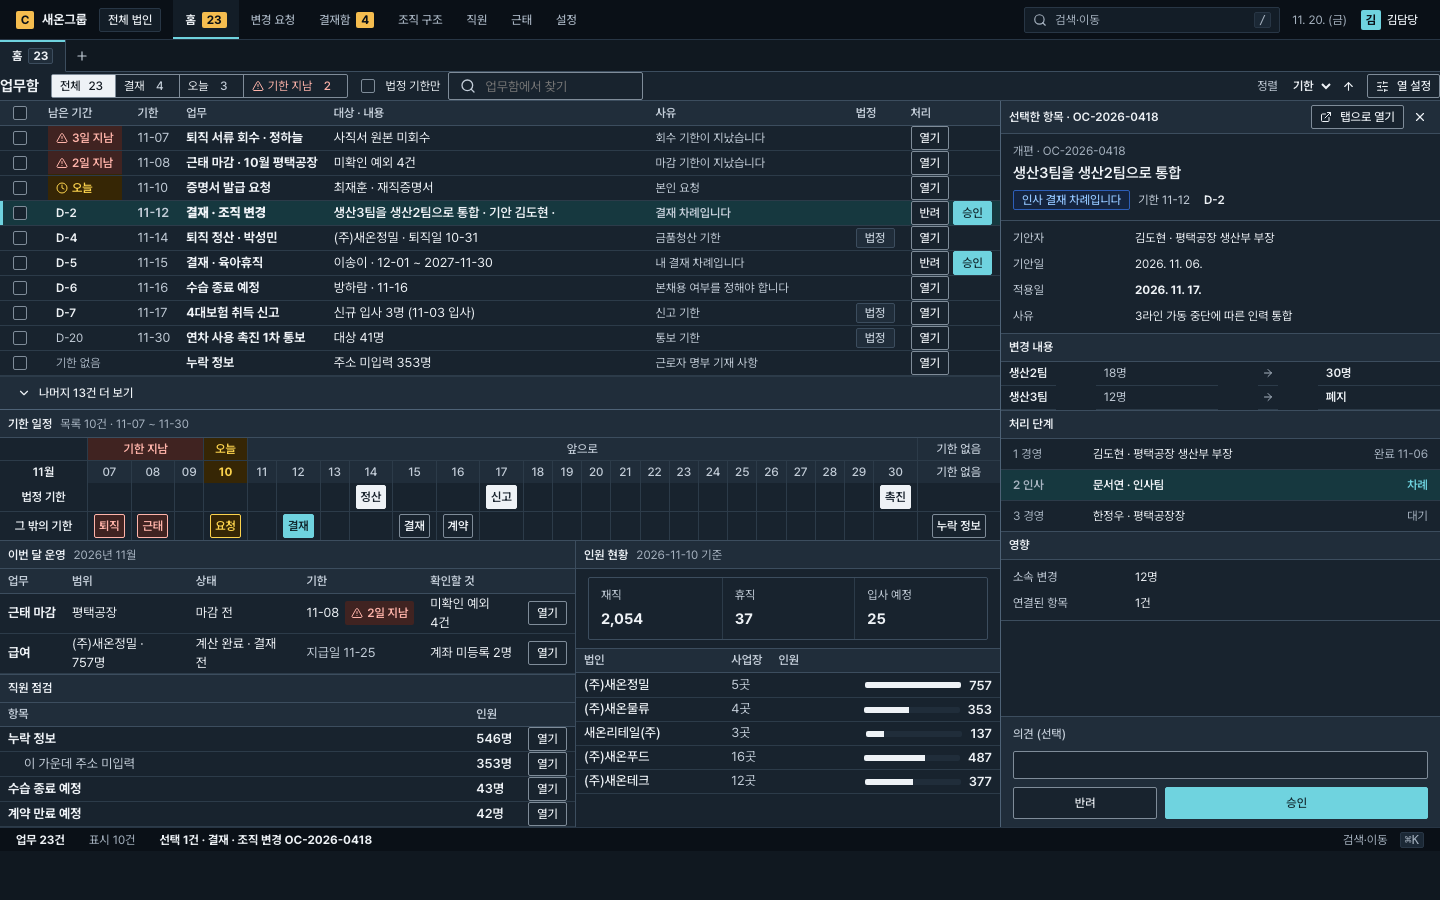 C 새온그룹 전체 법인 홈 23 변경 요청 결재함 4 조직 구조 직원 근태 설정 검색·이동 / 11. 20. (금) 김 김담당
홈 23 +
업무함 전체 23 결재 4 오늘 3 기한 지남 2 법정 기한만 업무함에서 찾기 정렬 기한 열 설정
남은 기간 기한 업무 대상 · 내용 사유 법정 처리
3일 지남 11-07 퇴직 서류 회수 · 정하늘 사직서 원본 미회수 회수 기한이 지났습니다 열기
2일 지남 11-08 근태 마감 · 10월 평택공장 미확인 예외 4건 마감 기한이 지났습니다 열기
오늘 11-10 증명서 발급 요청 최재훈 · 재직증명서 본인 요청 열기
D-2 11-12 결재 · 조직 변경 생산3팀을 생산2팀으로 통합 · 기안 김도현 · 결재 차례입니다 반려 승인
D-4 11-14 퇴직 정산 · 박성민 (주)새온정밀 · 퇴직일 10-31 금품청산 기한 법정 열기
D-5 11-15 결재 · 육아휴직 이송이 · 12-01 ~ 2027-11-30 내 결재 차례입니다 반려 승인
D-6 11-16 수습 종료 예정 방하람 · 11-16 본채용 여부를 정해야 합니다 열기
D-7 11-17 4대보험 취득 신고 신규 입사 3명 (11-03 입사) 신고 기한 법정 열기
D-20 11-30 연차 사용 촉진 1차 통보 대상 41명 통보 기한 법정 열기
기한 없음 누락 정보 주소 미입력 353명 근로자 명부 기재 사항 열기
나머지 13건 더 보기
기한 일정 목록 10건 · 11-07 ~ 11-30
기한 지남 오늘 앞으로 기한 없음
11월 07 08 09 10 11 12 13 14 15 16 17 18 19 20 21 22 23 24 25 26 27 28 29 30 기한 없음
법정 기한 정산 신고 촉진
그 밖의 기한 퇴직 근태 요청 결재 결재 계약 누락 정보
이번 달 운영 2026년 11월
업무 범위 상태 기한 확인할 것
근태 마감 평택공장 마감 전 11-08 2일 지남 미확인 예외 4건 열기
급여 (주)새온정밀 · 757명 계산 완료 · 결재 전 지급일 11-25 계좌 미등록 2명 열기
직원 점검
항목 인원
누락 정보 546명 열기
이 가운데 주소 미입력 353명 열기
수습 종료 예정 43명 열기
계약 만료 예정 42명 열기
인원 현황 2026-11-10 기준
재직 휴직 입사 예정
2,054 37 25
법인 사업장 인원
(주)새온정밀 5곳 757
(주)새온물류 4곳 353
새온리테일(주) 3곳 137
(주)새온푸드 16곳 487
(주)새온테크 12곳 377
선택한 항목 · OC-2026-0418 탭으로 열기
개편 · OC-2026-0418
생산3팀을 생산2팀으로 통합
인사 결재 차례입니다 기한 11-12 D-2
기안자 김도현 · 평택공장 생산부 부장
기안일 2026. 11. 06.
적용일 2026. 11. 17.
사유 3라인 가동 중단에 따른 인력 통합
변경 내용
생산2팀 18명 → 30명
생산3팀 12명 → 폐지
처리 단계
1 경영 김도현 · 평택공장 생산부 부장 완료 11-06
2 인사 문서연 · 인사팀 차례
3 경영 한정우 · 평택공장장 대기
영향
소속 변경 12명
연결된 항목 1건
의견 (선택)
반려 승인
업무 23건 표시 10건 선택 1건 · 결재 · 조직 변경 OC-2026-0418 검색·이동 ⌘K